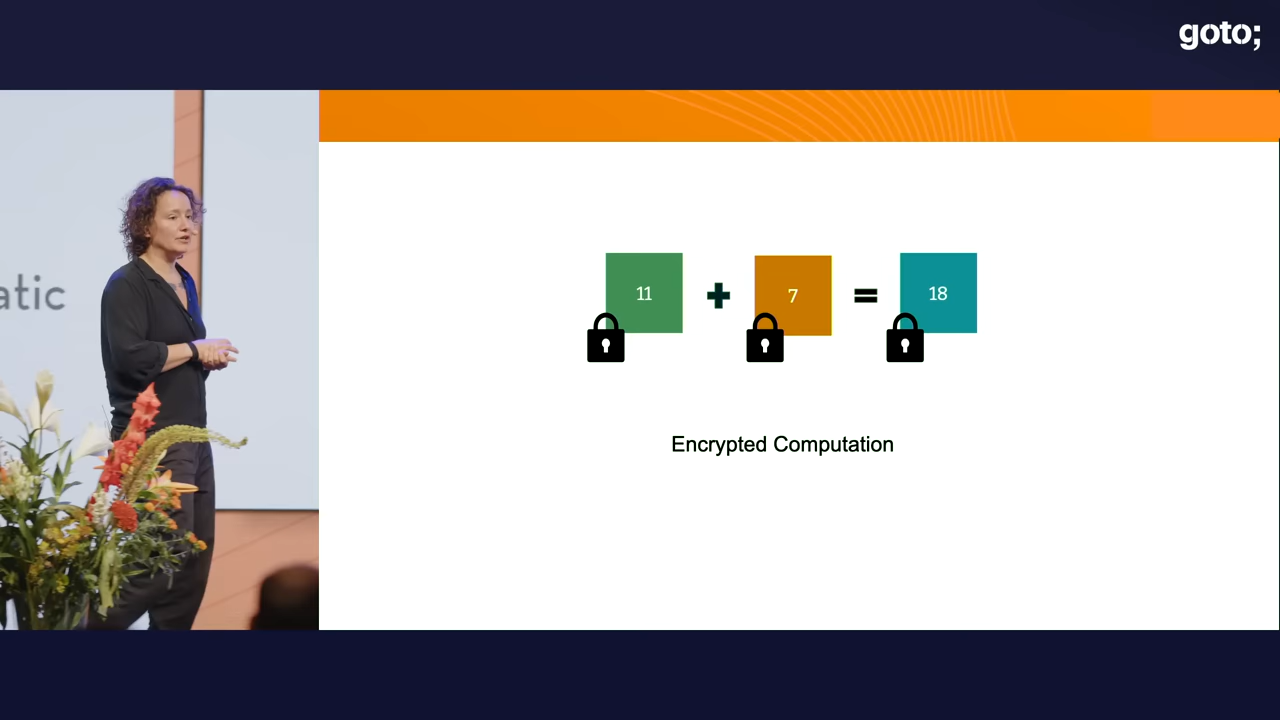 goto;
atic
11 + 7 = 18
Encrypted Computation